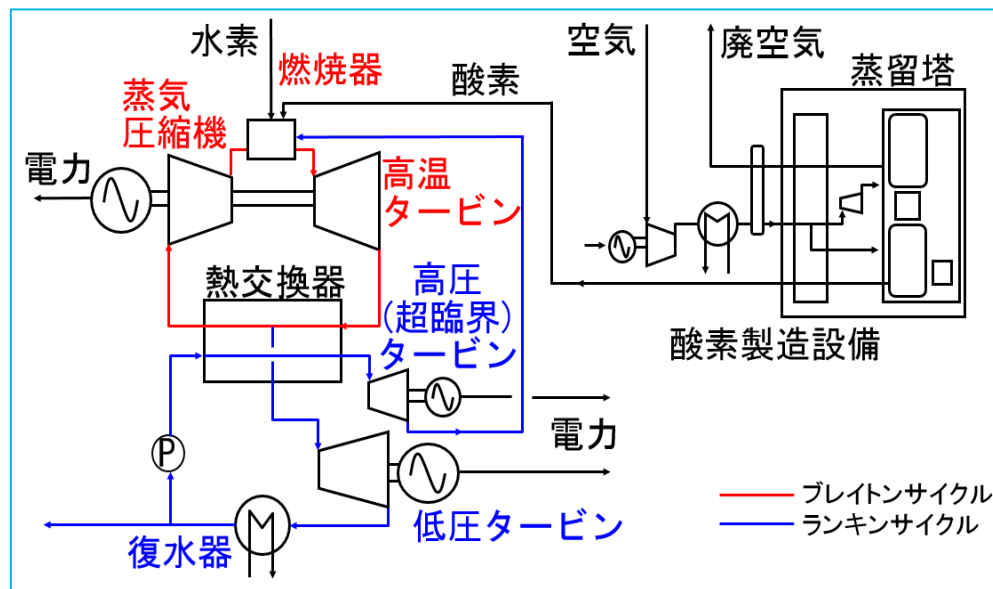 水素
燃焼器
蒸気
圧縮機
電力
高温
タービン
酸素
空気
廃空気
蒸留塔
酸素製造設備
熱交換器
高圧
(超臨界)
タービン
電力
P
低圧タービン
復水器
ブレイトンサイクル
ランキンサイクル